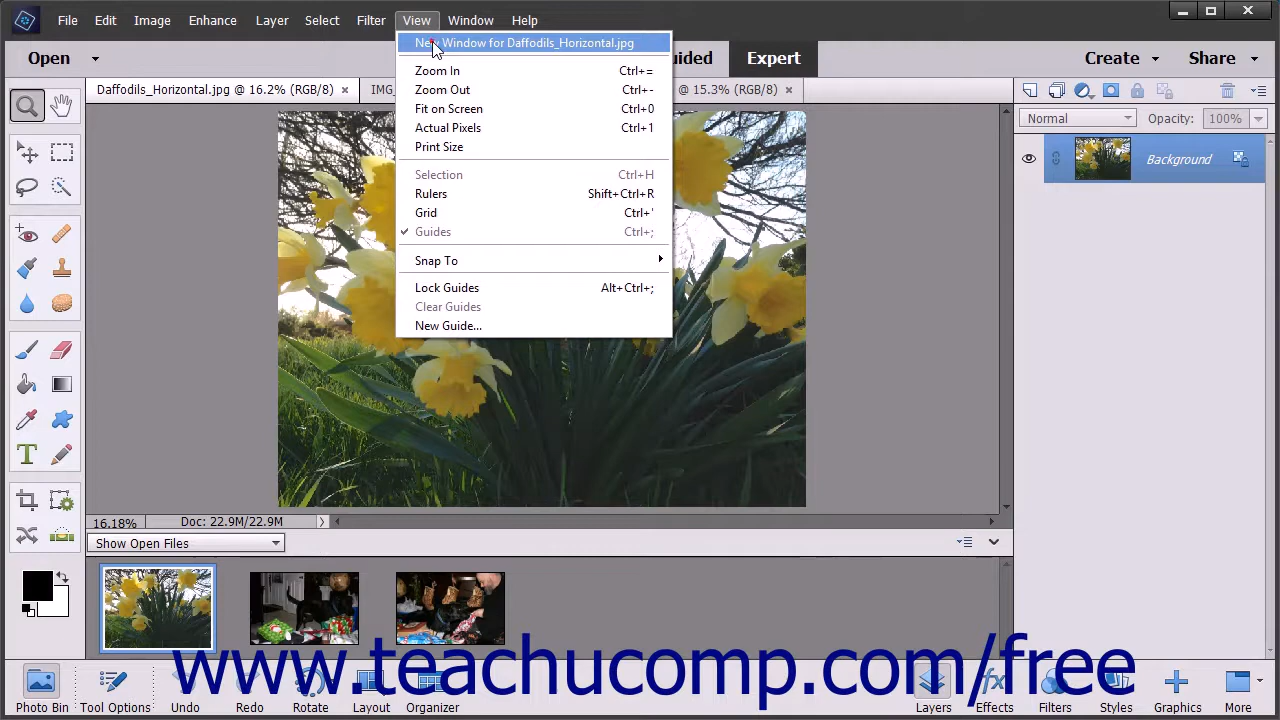 File Edit Image Enhance Layer Select Filter View Window Help
Open
Expert
Create Share
Daffodils_Horizontal.jpg @ 16.2% (RGB/8) × IMG_ @ 15.3% (RGB/8) ×
New Window for Daffodils_Horizontal.jpg
Zoom In Ctrl+=
Zoom Out Ctrl+-
Fit on Screen Ctrl+0
Actual Pixels Ctrl+1
Print Size
Selection Ctrl+H
Rulers Shift+Ctrl+R
Grid Ctrl+'
Guides Ctrl+;
Snap To
Lock Guides Alt+Ctrl+;
Clear Guides
New Guide...
Normal Opacity: 100%
Background
16.18% Doc: 22.9M/22.9M
Show Open Files
www.teachucomp.com/free
Photo Bin Tool Options Undo Redo Rotate Layout Organizer Layers Effects Filters Styles Graphics More